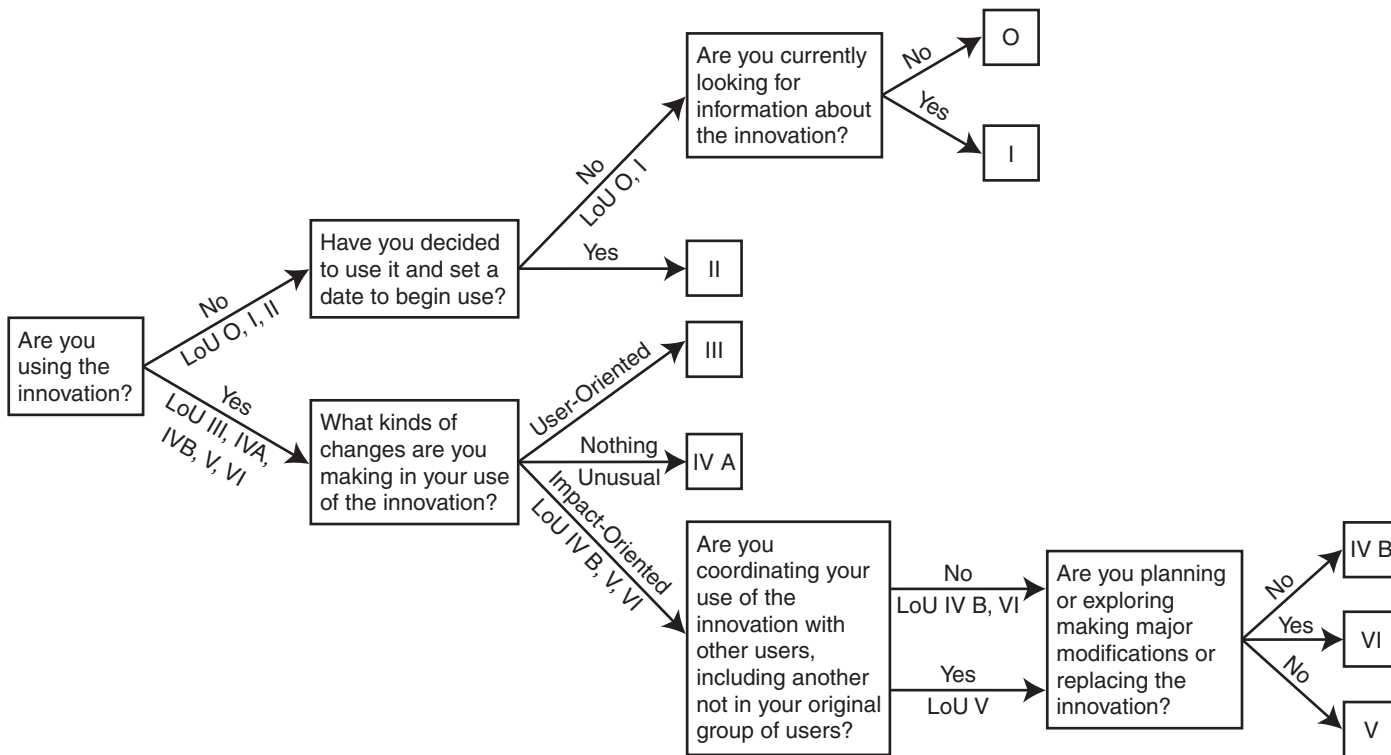 Are you
using the
innovation?
No
LoU O, I, II
Yes
LoU III, IVA,
IVB, V, VI
Have you decided
to use it and set a
date to begin use?
No
LoU O, I
Yes
II
Are you currently
looking for
information about
the innovation?
No
O
Yes
I
What kinds of
changes are you
making in your use
of the innovation?
User-Oriented
III
Nothing
Unusual
IV A
Impact-Oriented
LoU IV B, V, VI
Are you
coordinating your
use of the
innovation with
other users,
including another
not in your original
group of users?
No
LoU IV B, VI
Yes
LoU V
Are you planning
or exploring
making major
modifications or
replacing the
innovation?
No
IV B
Yes
VI
No
V